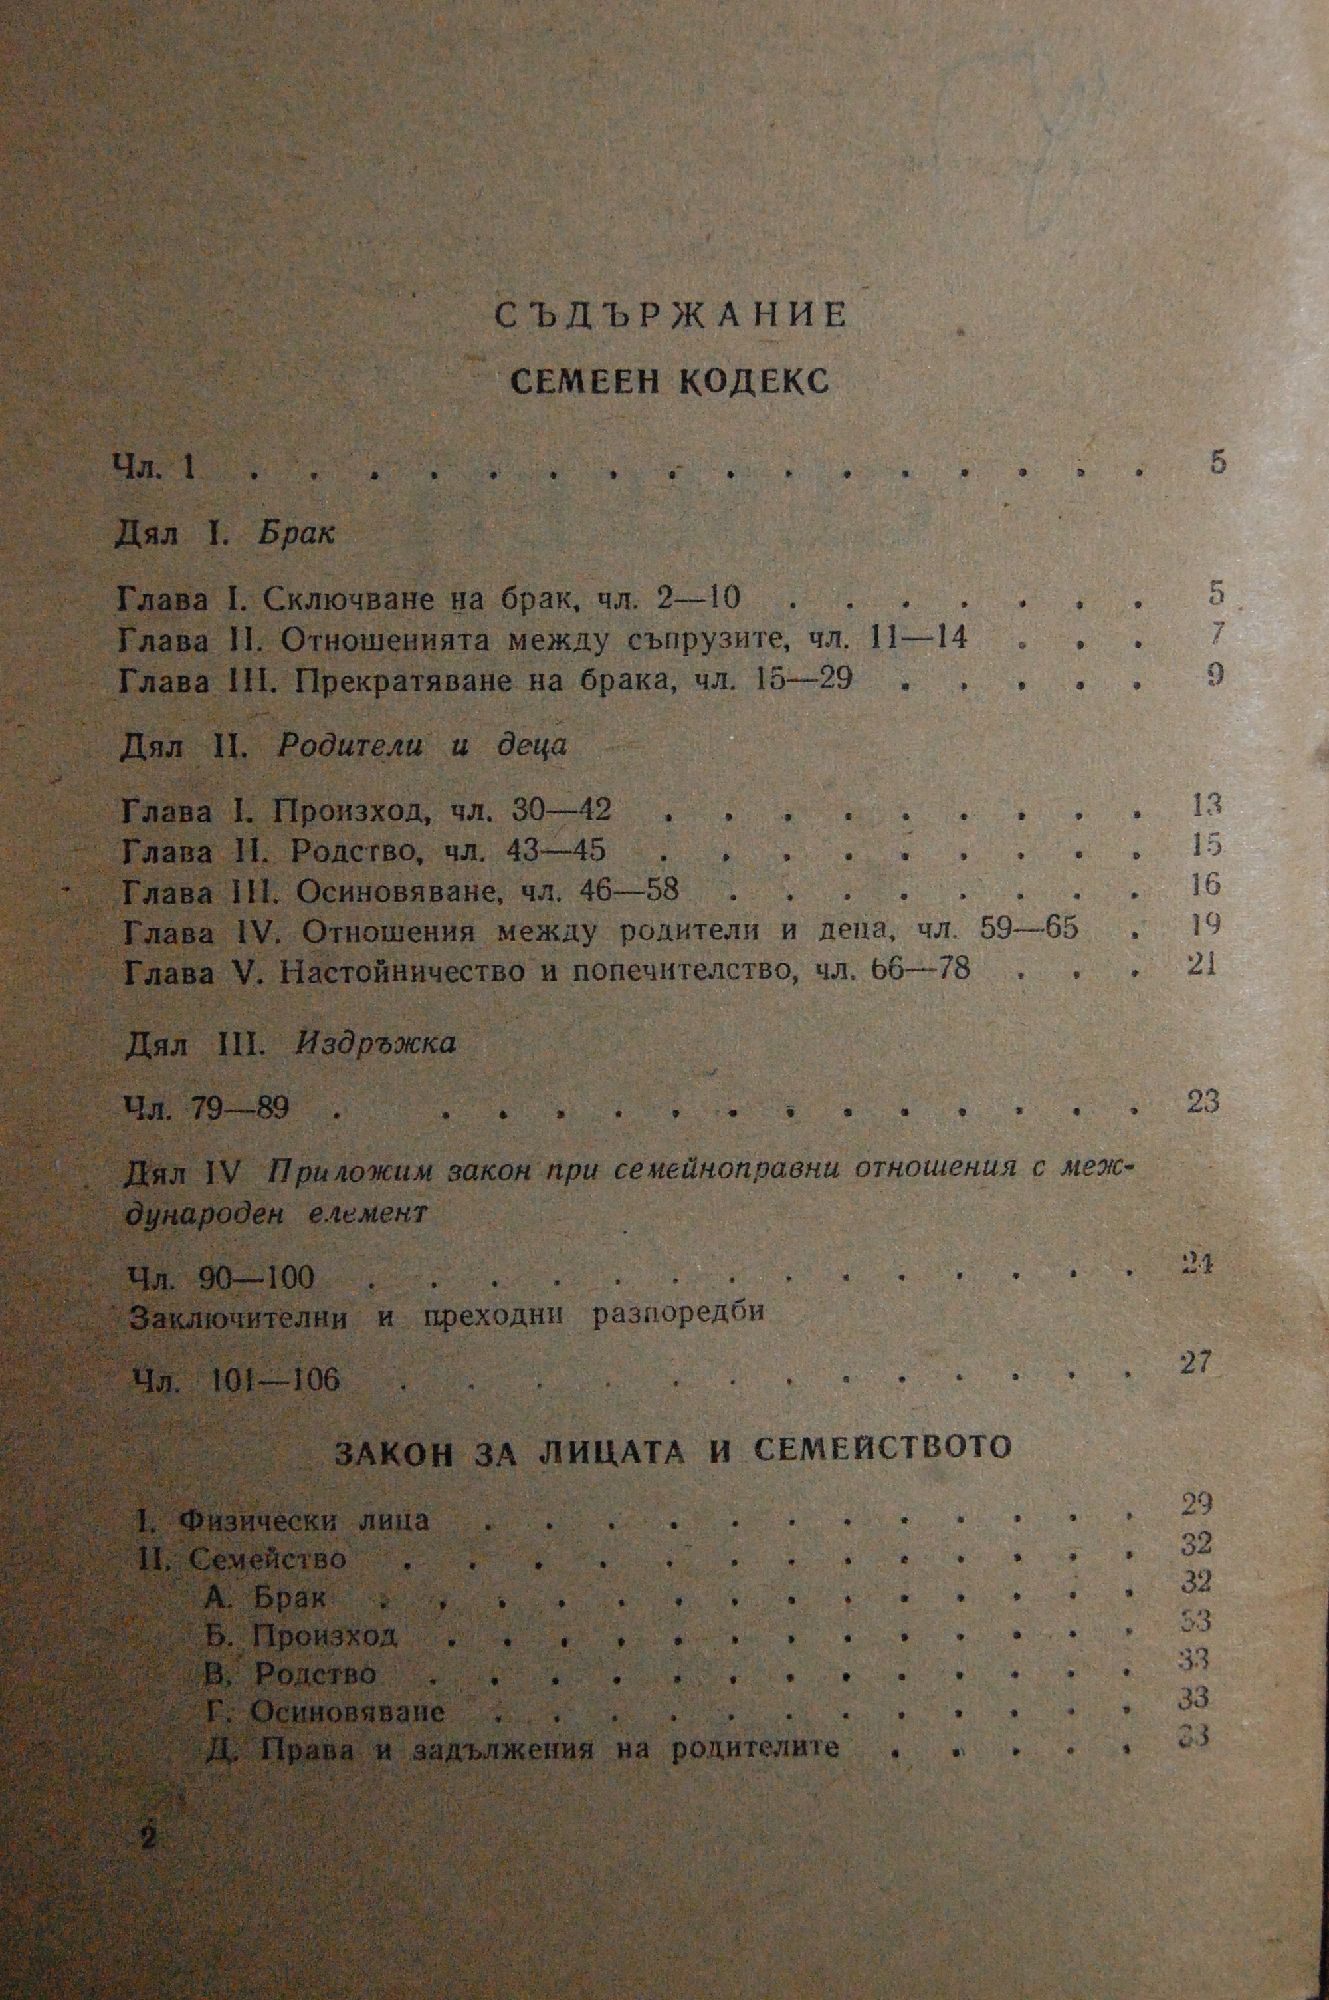 СЪДЪРЖАНИЕ
СЕМЕЕН КОДЕКС
Чл. 1 . . . . . . . . . . . . . . . . 5
Дял I. Брак
Глава I. Сключване на брак, чл. 2—10 . . . . . . . 5
Глава II. Отношенията между съпрузите, чл. 11—14 . . . 7
Глава III. Прекратяване на брака, чл. 15—29 . . . . . 9
Дял II. Родители и деца
Глава I. Произход, чл. 30—42 . . . . . . . . . 13
Глава II. Родство, чл. 43—45 . . . . . . . . . 15
Глава III. Осиновяване, чл. 46—58 . . . . . . . . 16
Глава IV. Отношения между родители и деца, чл. 59—65 . 19
Глава V. Настойничество и попечителство, чл. 66—78 . . . 21
Дял III. Издръжка
Чл. 79—89 . . . . . . . . . . . . . . 23
Дял IV Приложим закон при семейноправни отношения с меж-
дународен елемент
Чл. 90—100 . . . . . . . . . . . . . . 24
Заключителни и преходни разпоредби
Чл. 101—106 . . . . . . . . . . . . . 27
ЗАКОН ЗА ЛИЦАТА И СЕМЕЙСТВОТО
I. Физически лица . . . . . . . . . . . . 29
II. Семейство . . . . . . . . . . . . . 32
А. Брак . . . . . . . . . . . . . . 32
Б. Произход . . . . . . . . . . . . . 33
В. Родство . . . . . . . . . . . . . 33
Г. Осиновяване . . . . . . . . . . . . 33
Д. Права и задължения на родителите . . . . . 33
2